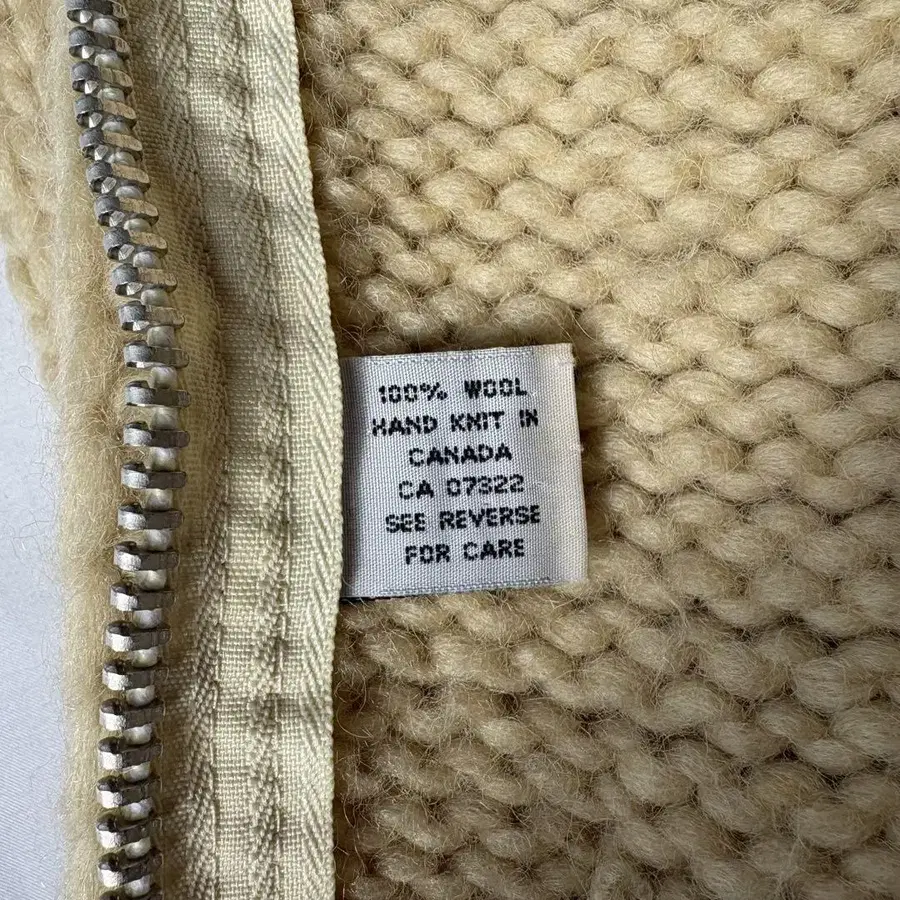 100% WOOL
HAND KNIT IN
CANADA
CA 07322
SEE REVERSE
FOR CARE